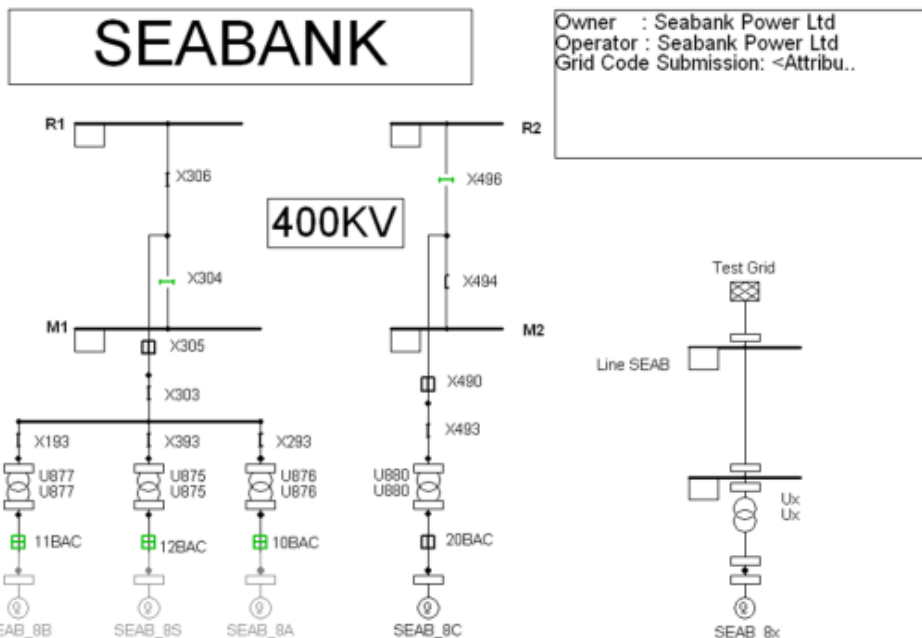 SEABANK
Owner : Seabank Power Ltd
Operator : Seabank Power Ltd
Grid Code Submission: <Attribu..
R1
R2
X306
X496
400KV
X304
X494
Test Grid
M1
M2
X305
Line SEAB
X490
X303
X493
X193
X393
X293
U877
U877
U875
U875
U876
U876
U880
U880
Ux
Ux
11BAC
12BAC
10BAC
20BAC
EAB_8B
SEAB_8S
SEAB_8A
SEAB_8C
SEAB_8x